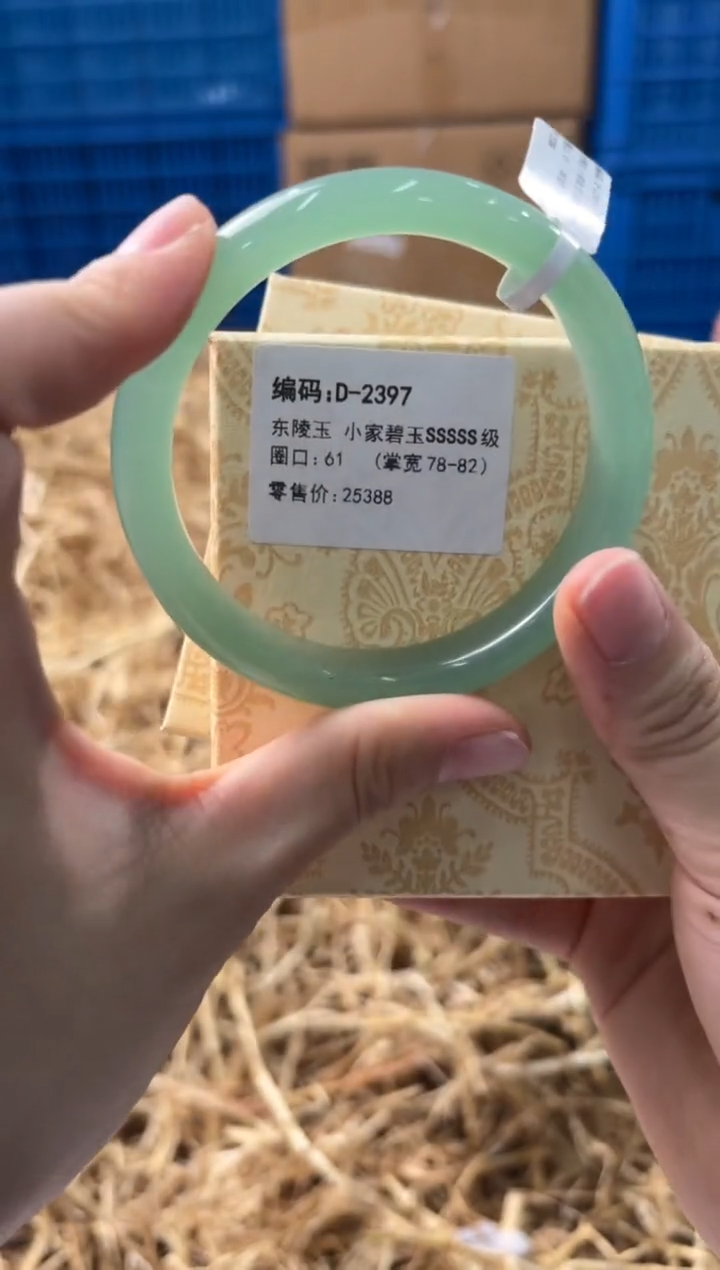 编码:D-2397
东陵玉 小家碧玉SSSSS级
圈口:61 （掌宽78-82）
零售价:25388